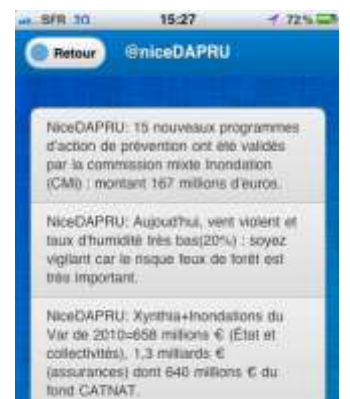 SFR 3G 15:27 72%
Retour @niceDAPRU
NiceDAPRU: 15 nouveaux programmes
d'action de prévention ont été validés
par la commission mixte Inondation
(CMI) : montant 167 millions d'euros.
NiceDAPRU: Aujoud'hui, vent violent et
taux d'humidité très bas(20%) : soyez
vigilant car le risque feux de forêt est
très important.
NiceDAPRU: Xynthia+Inondations du
Var de 2010=658 millions € (État et
collectivités), 1,3 milliards €
(assurances) dont 640 millions € du
fond CATNAT.